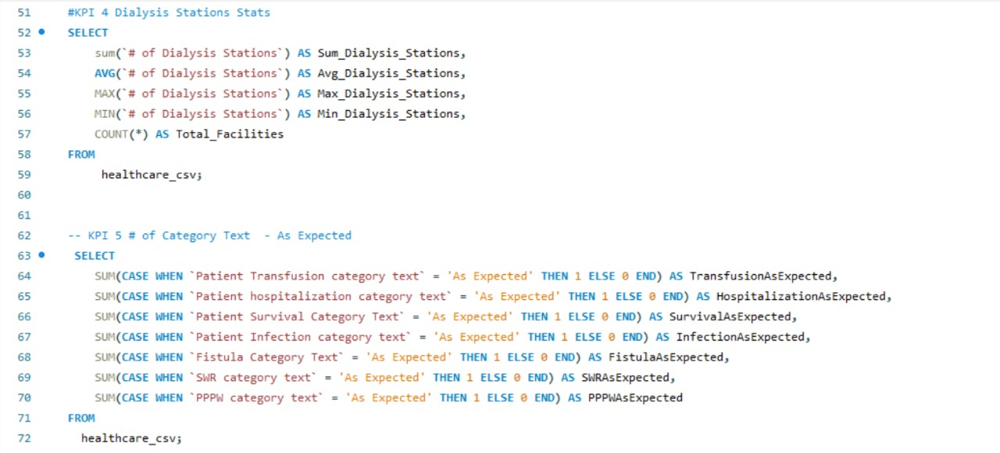 51 #KPI 4 Dialysis Stations Stats
52 SELECT
53 sum(`# of Dialysis Stations`) AS Sum_Dialysis_Stations,
54 AVG(`# of Dialysis Stations`) AS Avg_Dialysis_Stations,
55 MAX(`# of Dialysis Stations`) AS Max_Dialysis_Stations,
56 MIN(`# of Dialysis Stations`) AS Min_Dialysis_Stations,
57 COUNT(*) AS Total_Facilities
58 FROM
59 healthcare_csv;
60
61
62 -- KPI 5 # of Category Text  - As Expected
63 SELECT
64 SUM(CASE WHEN `Patient Transfusion category text` = 'As Expected' THEN 1 ELSE 0 END) AS TransfusionAsExpected,
65 SUM(CASE WHEN `Patient hospitalization category text` = 'As Expected' THEN 1 ELSE 0 END) AS HospitalizationAsExpected,
66 SUM(CASE WHEN `Patient Survival Category Text` = 'As Expected' THEN 1 ELSE 0 END) AS SurvivalAsExpected,
67 SUM(CASE WHEN `Patient Infection category text` = 'As Expected' THEN 1 ELSE 0 END) AS InfectionAsExpected,
68 SUM(CASE WHEN `Fistula Category Text` = 'As Expected' THEN 1 ELSE 0 END) AS FistulaAsExpected,
69 SUM(CASE WHEN `SWR category text` = 'As Expected' THEN 1 ELSE 0 END) AS SWRAsExpected,
70 SUM(CASE WHEN `PPPW category text` = 'As Expected' THEN 1 ELSE 0 END) AS PPPWAsExpected
71 FROM
72 healthcare_csv;